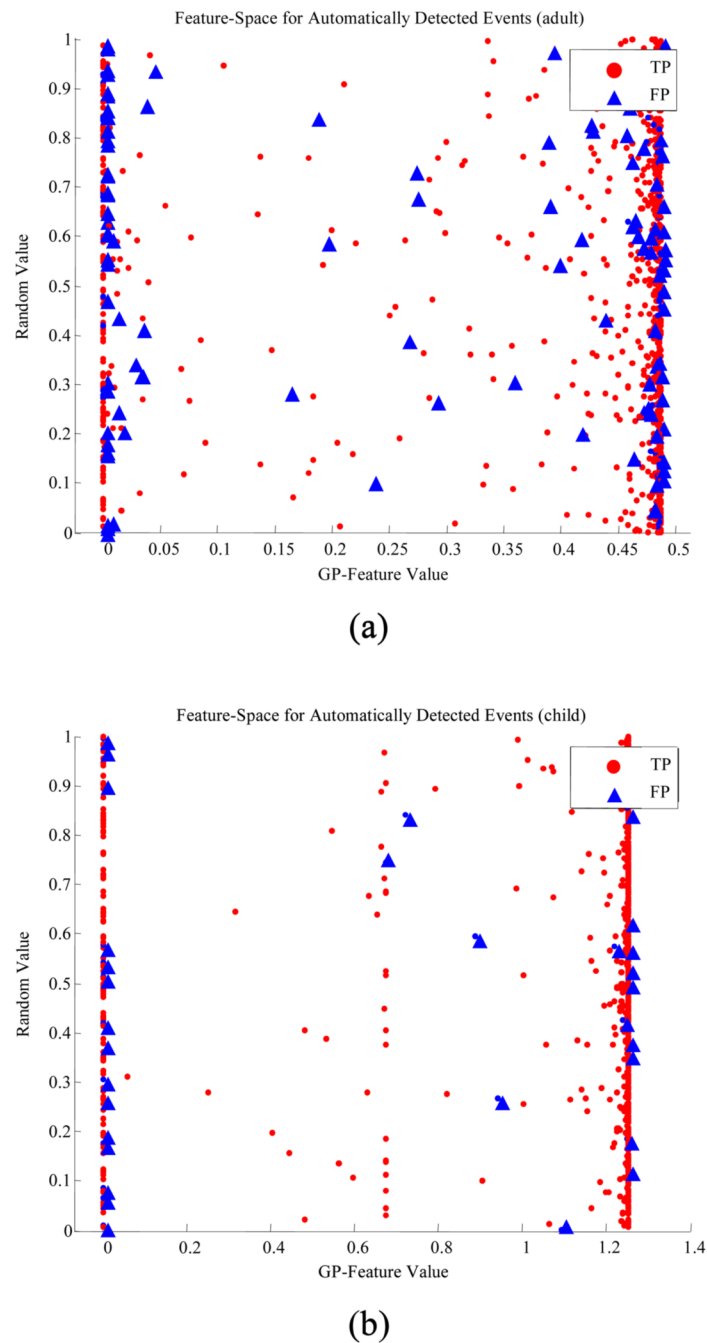 Feature-Space for Automatically Detected Events (adult)
1
0.9
0.8
0.7
0.6
0.5
0.4
0.3
0.2
0.1
0
Random Value
TP
FP
0 0.05 0.1 0.15 0.2 0.25 0.3 0.35 0.4 0.45 0.5
GP-Feature Value
(a)
Feature-Space for Automatically Detected Events (child)
1
0.9
0.8
0.7
0.6
0.5
0.4
0.3
0.2
0.1
0
Random Value
TP
FP
0 0.2 0.4 0.6 0.8 1 1.2 1.4
GP-Feature Value
(b)